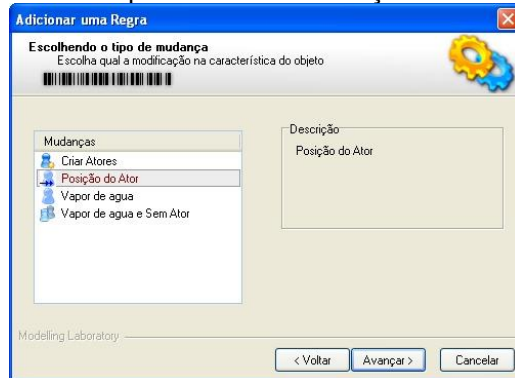 Adicionar uma Regra
Escolhendo o tipo de mudança
Escolha qual a modificação na característica do objeto
Mudanças
Criar Atores
Posição do Ator
Vapor de agua
Vapor de agua e Sem Ator
Descrição
Posição do Ator
Modelling Laboratory
< Voltar
Avançar >
Cancelar